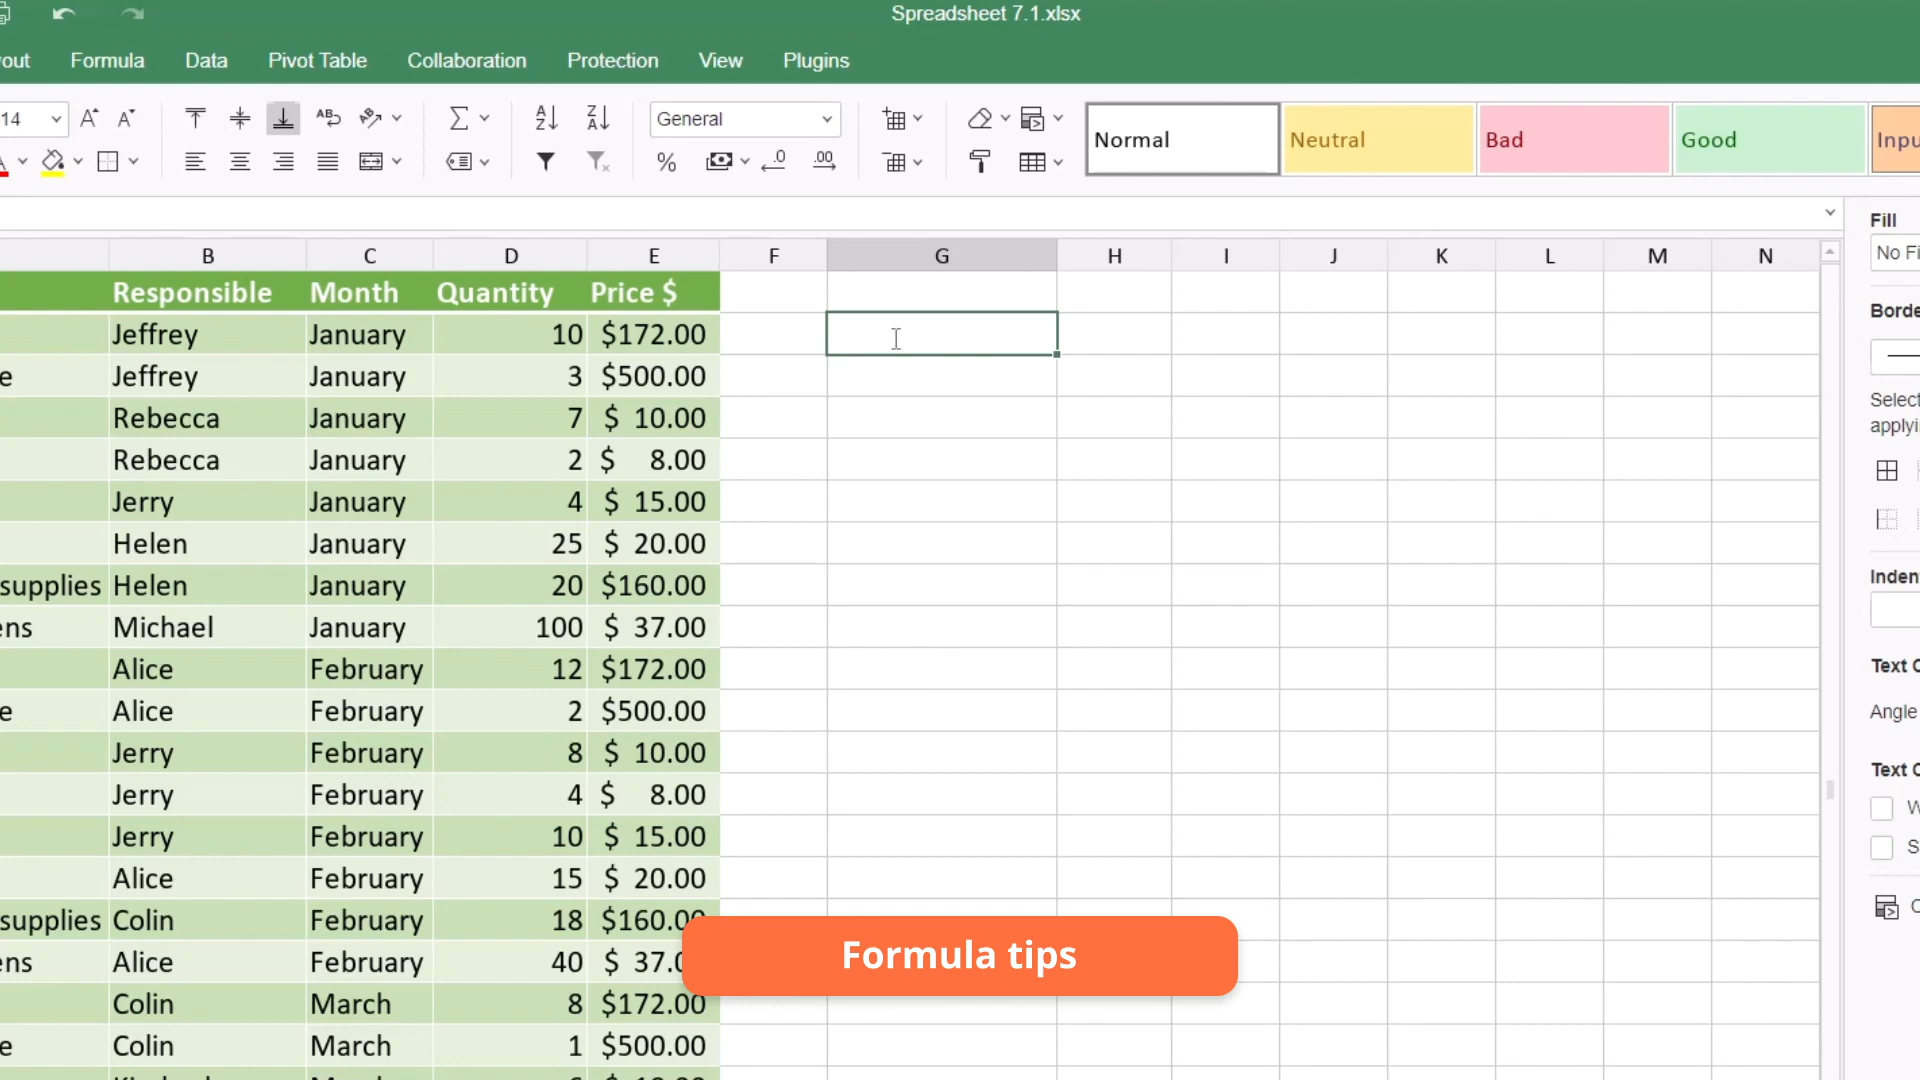 Spreadsheet 7.1.xlsx
out Formula Data Pivot Table Collaboration Protection View Plugins
14 General
Normal Neutral Bad Good Inpu
Fill
No Fi
B C D E F G H I J K L M N
Responsible Month Quantity Price $
Jeffrey January 10 $172.00
e Jeffrey January 3 $500.00
Rebecca January 7 $ 10.00
Rebecca January 2 $ 8.00
Jerry January 4 $ 15.00
Helen January 25 $ 20.00
supplies Helen January 20 $160.00
ens Michael January 100 $ 37.00
Alice February 12 $172.00
e Alice February 2 $500.00
Jerry February 8 $ 10.00
Jerry February 4 $ 8.00
Jerry February 10 $ 15.00
Alice February 15 $ 20.00
supplies Colin February 18 $160.00
ens Alice February 40 $ 37.0
Colin March 8 $172.00
e Colin March 1 $500.00
Borde
Select
applyi
Inden
Text C
Angle
Text C
W
S
C
Formula tips